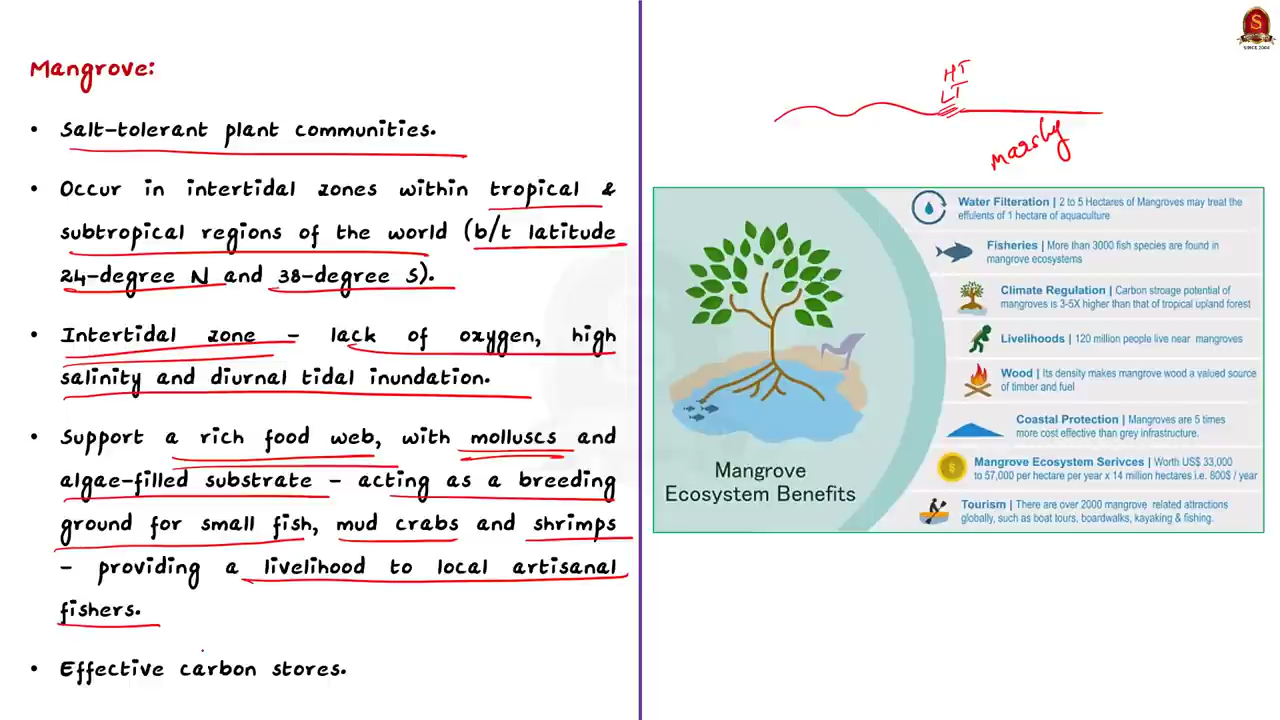 Mangrove:
• Salt-tolerant plant communities.
• Occur in intertidal zones within tropical &
subtropical regions of the world (b/t latitude
24-degree N and 38-degree S).
• Intertidal zone - lack of oxygen, high
salinity and diurnal tidal inundation.
• Support a rich food web, with molluscs and
algae-filled substrate - acting as a breeding
ground for small fish, mud crabs and shrimps
- providing a livelihood to local artisanal
fishers.
• Effective carbon stores.
S
SINCE 2004
HT
LT
Marshy
Mangrove
Ecosystem Benefits
Water Filteration | 2 to 5 Hectares of Mangroves may treat the
effulents of 1 hectare of aquaculture
Fisheries | More than 3000 fish species are found in
mangrove ecosystems
Climate Regulation | Carbon stroage potential of
mangroves is 3-5X higher than that of tropical upland forest
Livelihoods | 120 million people live near mangroves
Wood | Its density makes mangrove wood a valued source
of timber and fuel
Coastal Protection | Mangroves are 5 times
more cost effective than grey infrastructure.
$
Mangrove Ecosystem Serivces | Worth US$ 33,000
to 57,000 per hectare per year x 14 million hectares i.e. 800$ / year
Tourism | There are over 2000 mangrove related attractions
globally, such as boat tours, boardwalks, kayaking & fishing.